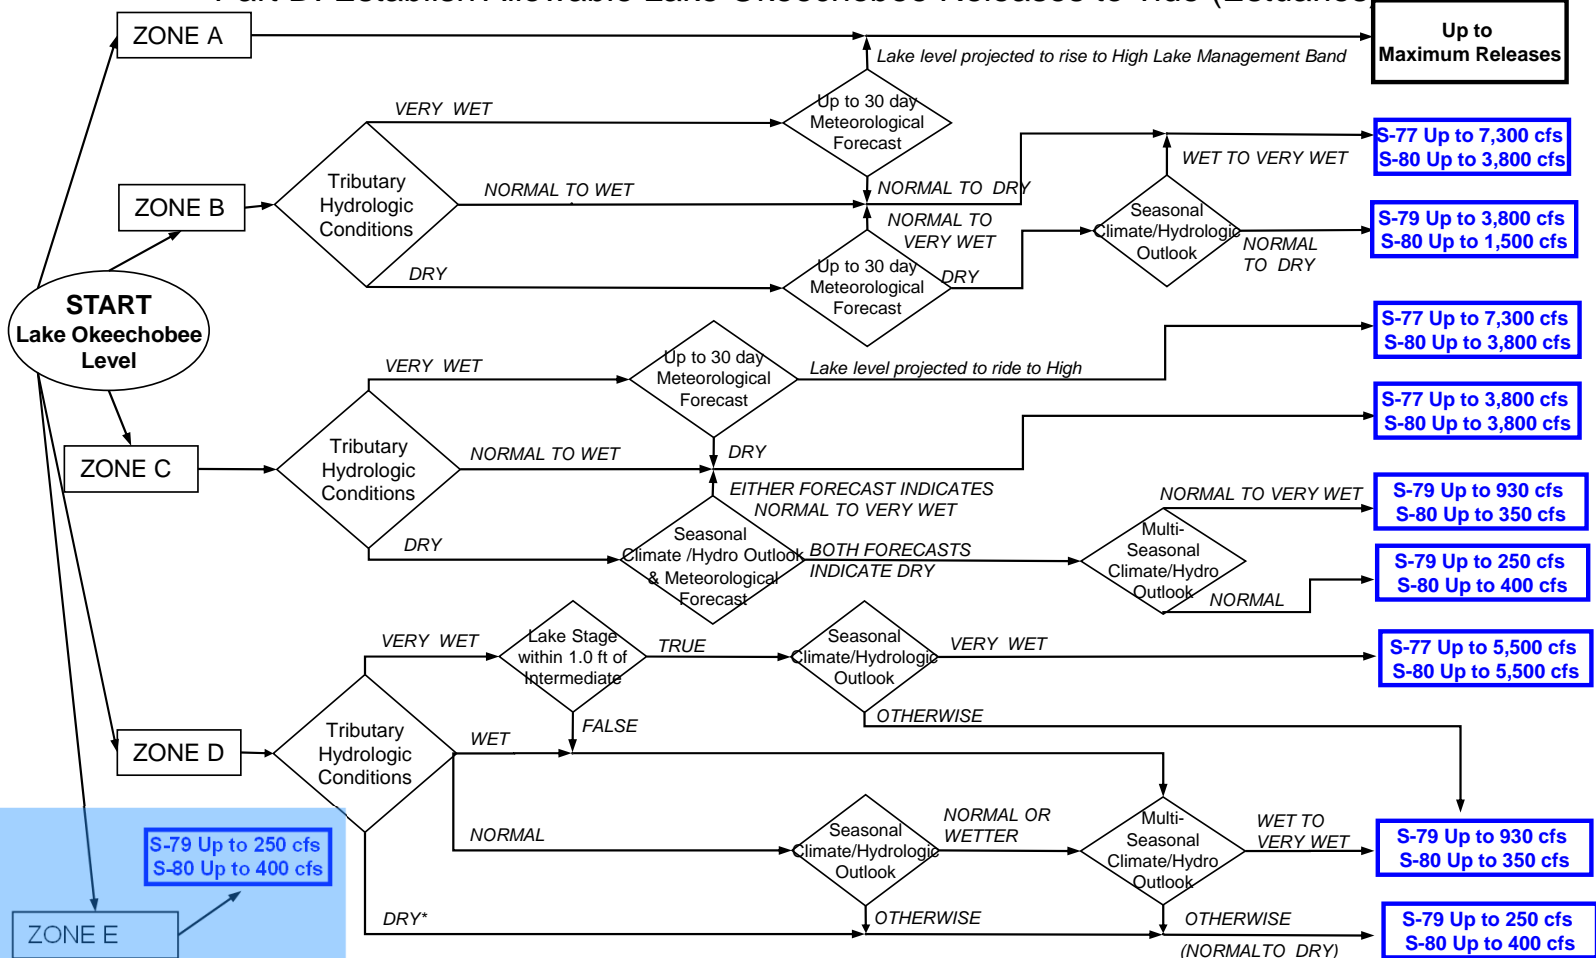 Part D: Establish Allowable Lake Okeechobee Releases to Tide (Estuaries)
ZONE A
Up to
Maximum Releases
Lake level projected to rise to High Lake Management Band
VERY WET
Up to 30 day
Meteorological
Forecast
S-77 Up to 7,300 cfs
S-80 Up to 3,800 cfs
WET TO VERY WET
Tributary
Hydrologic
Conditions
NORMAL TO WET
NORMAL TO DRY
ZONE B
NORMAL TO
VERY WET
Seasonal
Climate/Hydrologic
Outlook
S-79 Up to 3,800 cfs
S-80 Up to 1,500 cfs
NORMAL
TO DRY
DRY
Up to 30 day
Meteorological
Forecast
DRY
START
Lake Okeechobee
Level
S-77 Up to 7,300 cfs
S-80 Up to 3,800 cfs
VERY WET
Up to 30 day
Meteorological
Forecast
Lake level projected to ride to High
S-77 Up to 3,800 cfs
S-80 Up to 3,800 cfs
ZONE C
Tributary
Hydrologic
Conditions
NORMAL TO WET
DRY
EITHER FORECAST INDICATES
NORMAL TO VERY WET
NORMAL TO VERY WET
S-79 Up to 930 cfs
S-80 Up to 350 cfs
DRY
Seasonal
Climate /Hydro Outlook
& Meteorological
Forecast
BOTH FORECASTS
INDICATE DRY
Multi-
Seasonal
Climate/Hydro
Outlook
NORMAL
S-79 Up to 250 cfs
S-80 Up to 400 cfs
VERY WET
Lake Stage
within 1.0 ft of
Intermediate
TRUE
Seasonal
Climate/Hydrologic
Outlook
VERY WET
S-77 Up to 5,500 cfs
S-80 Up to 5,500 cfs
OTHERWISE
FALSE
ZONE D
Tributary
Hydrologic
Conditions
WET
NORMAL
Seasonal
Climate/Hydrologic
Outlook
NORMAL OR
WETTER
Multi-
Seasonal
Climate/Hydro
Outlook
WET TO
VERY WET
S-79 Up to 930 cfs
S-80 Up to 350 cfs
S-79 Up to 250 cfs
S-80 Up to 400 cfs
ZONE E
DRY*
OTHERWISE
OTHERWISE
(NORMALTO DRY)
S-79 Up to 250 cfs
S-80 Up to 400 cfs